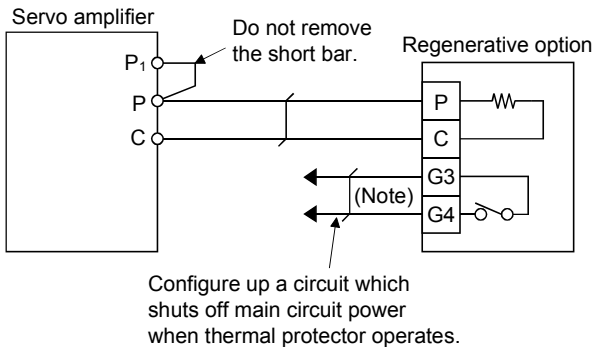 Servo amplifier
Do not remove
the short bar.
Regenerative option
P1
P
C
P
C
G3
G4
(Note)
Configure up a circuit which
shuts off main circuit power
when thermal protector operates.